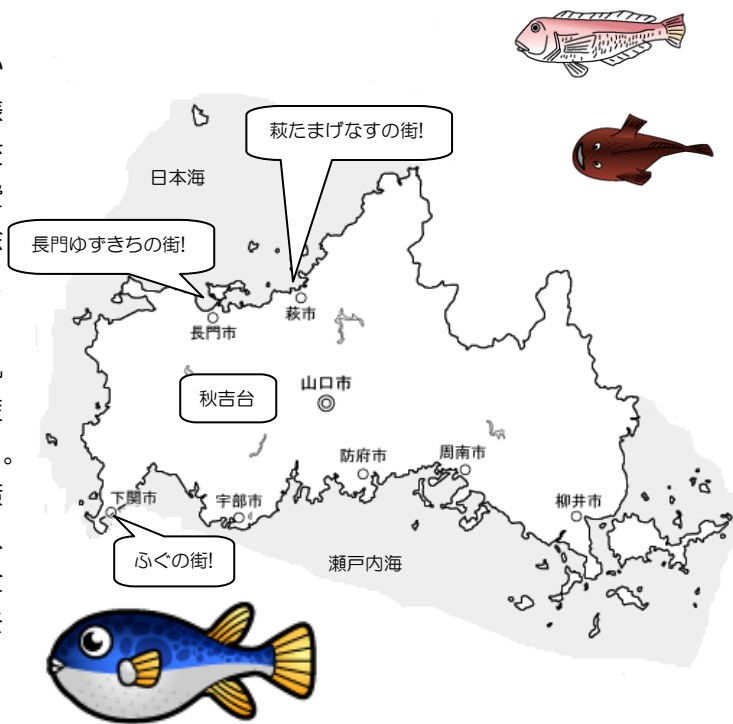 萩たまげなすの街!
日本海
長門ゆずきちの街!
萩市
長門市
山口市
秋吉台
防府市
周南市
下関市
宇部市
柳井市
ふぐの街!
瀬戸内海